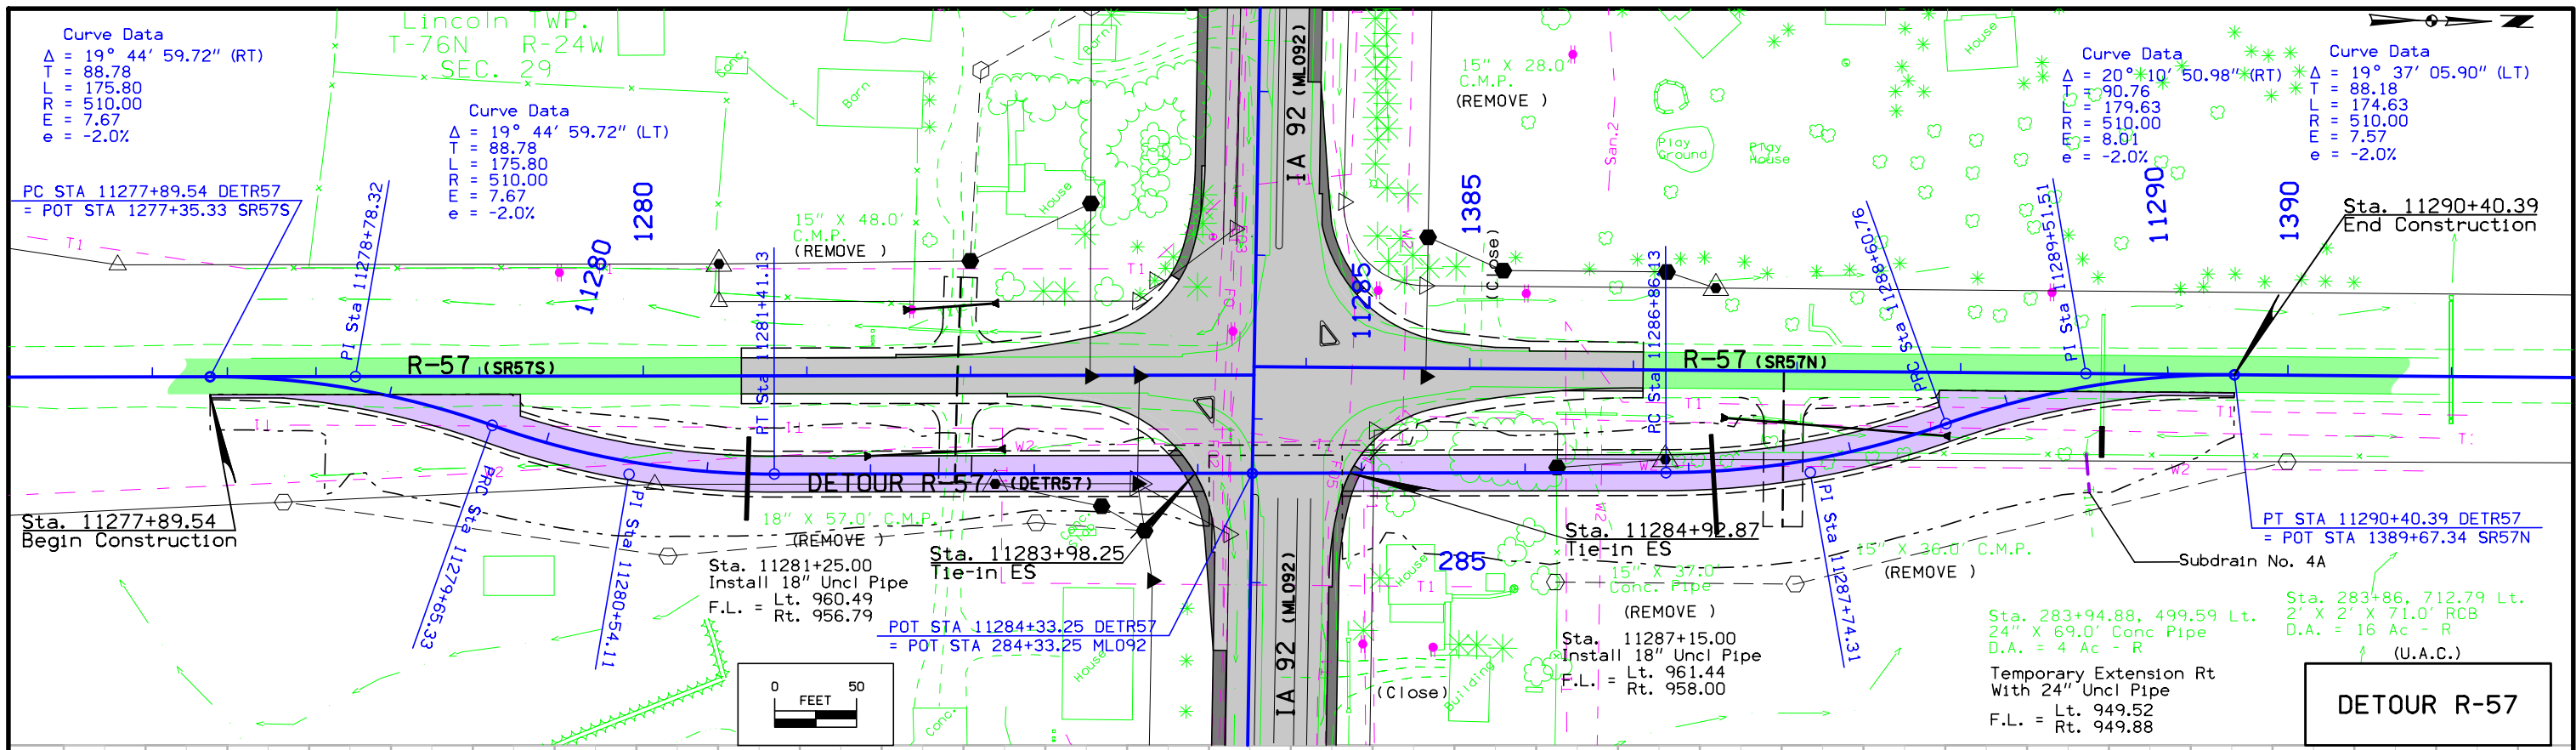 Lincoln TWP.
T-76N R-24W
SEC. 29
Curve Data
Δ = 19° 44' 59.72" (RT)
T = 88.78
L = 175.80
R = 510.00
E = 7.67
e = -2.0%
Curve Data
Δ = 19° 44' 59.72" (LT)
T = 88.78
L = 175.80
R = 510.00
E = 7.67
e = -2.0%
PC STA 11277+89.54 DETR57
= POT STA 1277+35.33 SR57S
PI Sta 11278+78.32
11280
1280
Conc.
Barn
Barn
House
15" X 48.0'
C.M.P.
(REMOVE )
T1
T1
T1
PT Sta 11281+41.13
IA 92 (ML092)
15" X 28.0'
C.M.P.
(REMOVE )
1385
(Close)
11285
San.2
Play
Ground
Play
House
House
PC Sta 11286+86.13
PRC Sta 11288+60.76
PI Sta 11289+51.51
Curve Data
Δ = 20° 10' 50.98" (RT)
T = 90.76
L = 179.63
R = 510.00
E = 8.01
e = -2.0%
Curve Data
Δ = 19° 37' 05.90" (LT)
T = 88.18
L = 174.63
R = 510.00
E = 7.57
e = -2.0%
11290
1390
Sta. 11290+40.39
End Construction
R-57 (SR57S)
R-57 (SR57N)
T1
T1
W2
DETOUR R-57 (DETR57)
Sta. 11277+89.54
Begin Construction
PRC Sta 11279+65.33
PI Sta 11280+54.11
18" X 57.0' C.M.P.
(REMOVE )
Sta. 11281+25.00
Install 18" Uncl Pipe
F.L. = Lt. 960.49
Rt. 956.79
Sta. 11283+98.25
Tie-in ES
POT STA 11284+33.25 DETR57
= POT STA 284+33.25 ML092
House
Conc.
0 50
FEET
IA 92 (ML092)
285
House
T1
(Close)
Building
Sta. 11284+92.87
Tie-in ES
15" X 37.0'
Conc. Pipe
(REMOVE )
Sta. 11287+15.00
Install 18" Uncl Pipe
F.L. = Lt. 961.44
Rt. 958.00
W2
PI Sta 11287+74.31
15" X 36.0' C.M.P.
(REMOVE )
Subdrain No. 4A
PT STA 11290+40.39 DETR57
= POT STA 1389+67.34 SR57N
Sta. 283+94.88, 499.59 Lt.
24" X 69.0' Conc Pipe
D.A. = 4 Ac - R
Temporary Extension Rt
With 24" Uncl Pipe
F.L. = Lt. 949.52
Rt. 949.88
Sta. 283+86, 712.79 Lt.
2' X 2' X 71.0' RCB
D.A. = 16 Ac - R
(U.A.C.)
DETOUR R-57